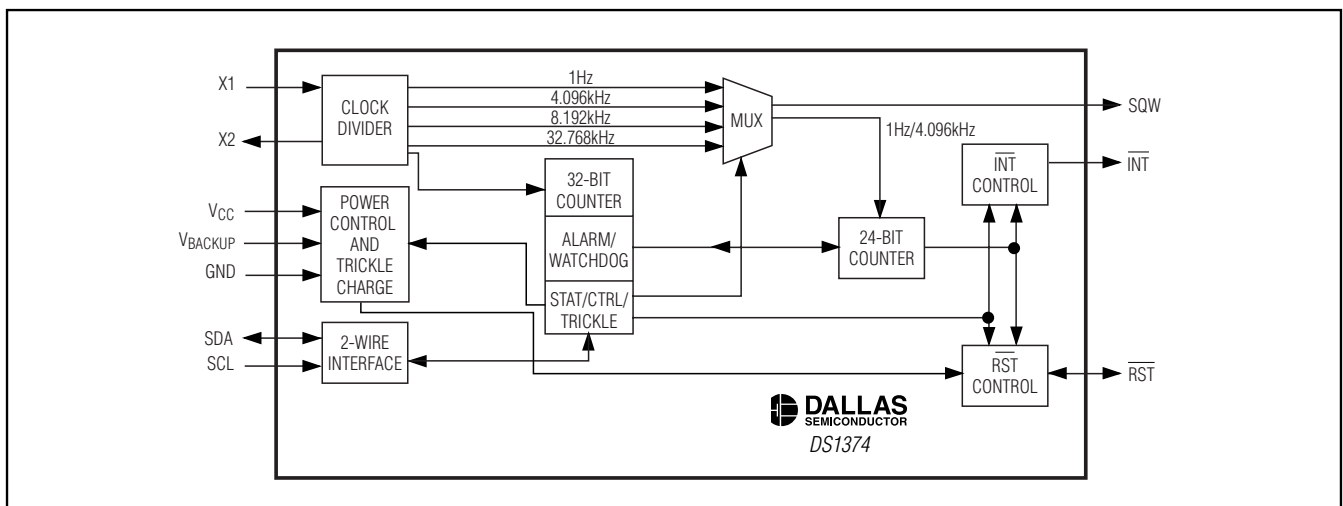 X1
X2
CLOCK
DIVIDER
1Hz
4.096kHz
8.192kHz
32.768kHz
MUX
SQW
1Hz/4.096kHz
INT
CONTROL
INT
VCC
VBACKUP
GND
POWER
CONTROL
AND
TRICKLE
CHARGE
32-BIT
COUNTER
ALARM/
WATCHDOG
STAT/CTRL/
TRICKLE
24-BIT
COUNTER
SDA
SCL
2-WIRE
INTERFACE
RST
CONTROL
RST
DALLAS
SEMICONDUCTOR
DS1374